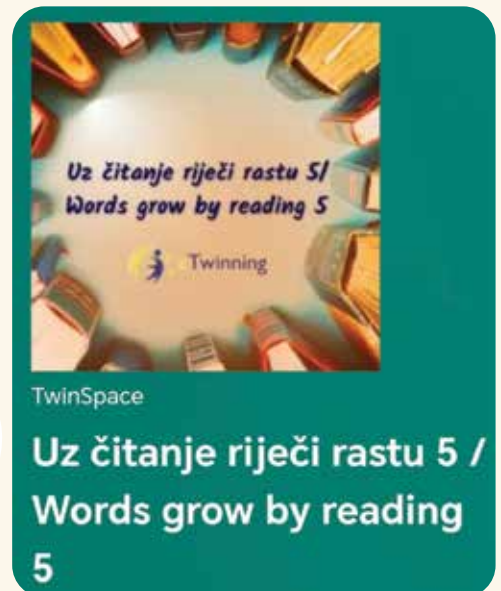 Uz čitanje riječi rastu 5/
Words grow by reading 5
Twinning
TwinSpace
Uz čitanje riječi rastu 5 /
Words grow by reading
5